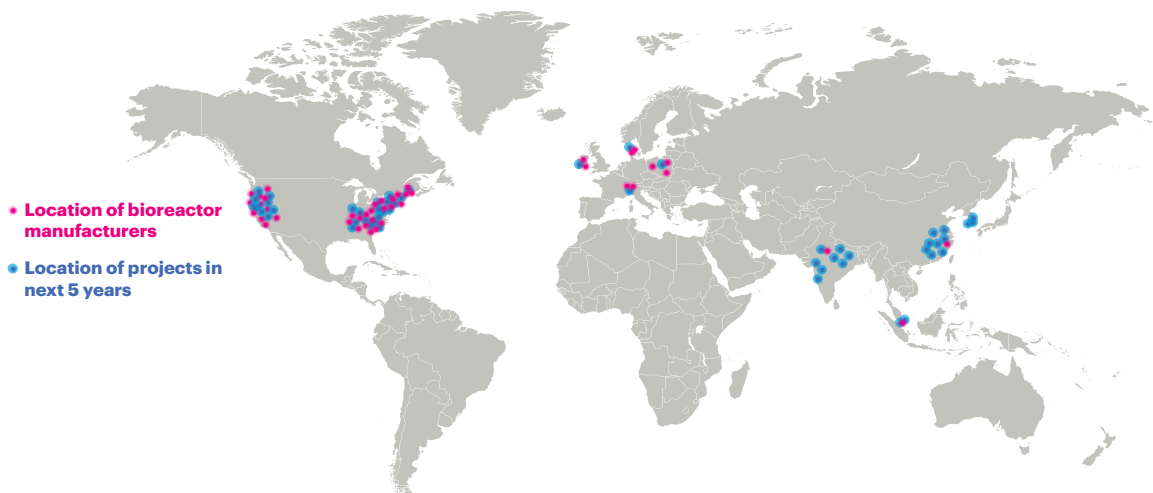 Location of bioreactor
manufacturers
Location of projects in
next 5 years